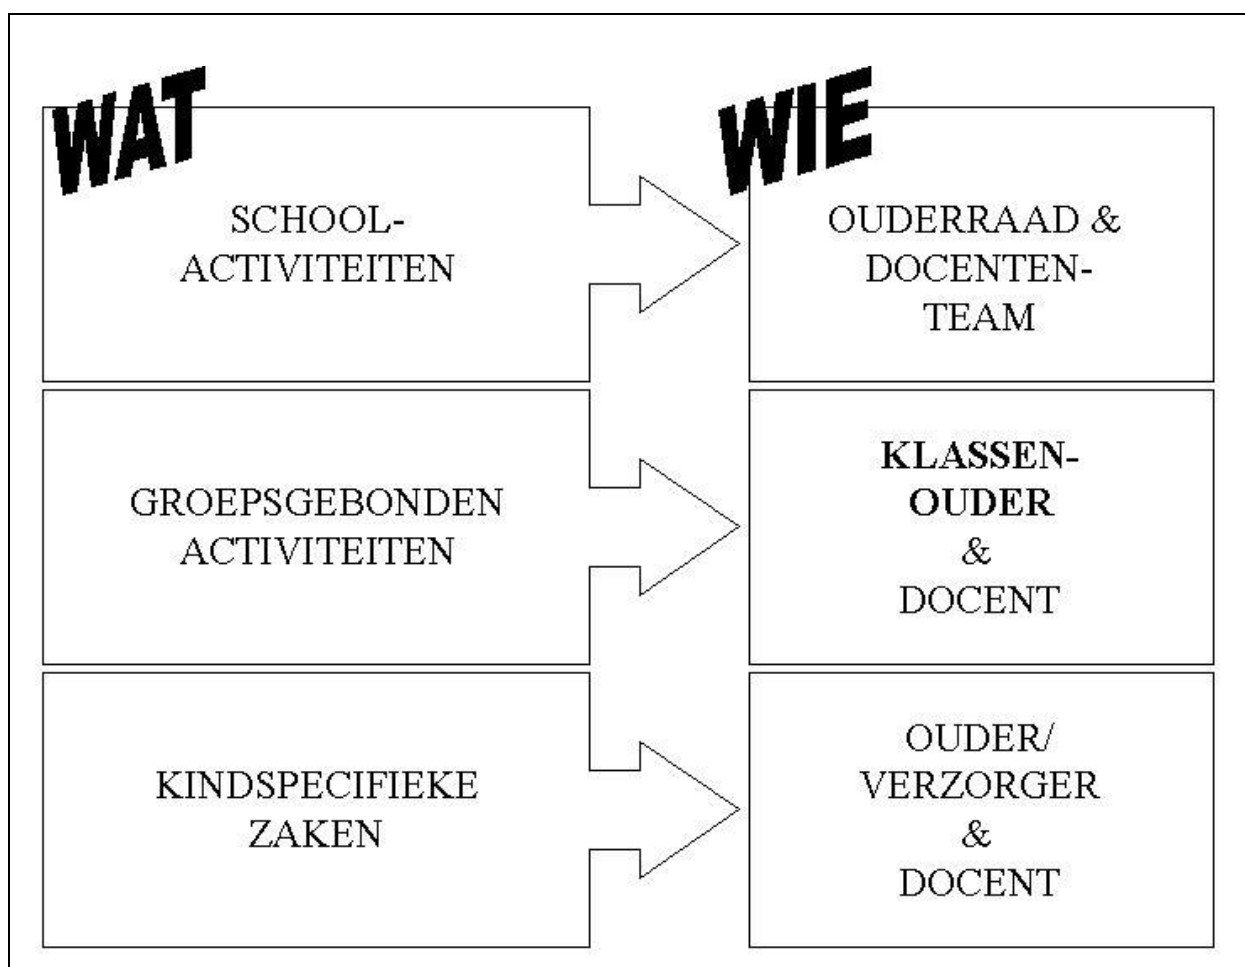 WAT
WIE
SCHOOL-
ACTIVITEITEN
OUDERRAAD &
DOCENTEN-
TEAM
GROEPSGEBONDEN
ACTIVITEITEN
KLASSEN-
OUDER
&
DOCENT
KINDSPECIFIEKE
ZAKEN
OUDER/
VERZORGER
&
DOCENT